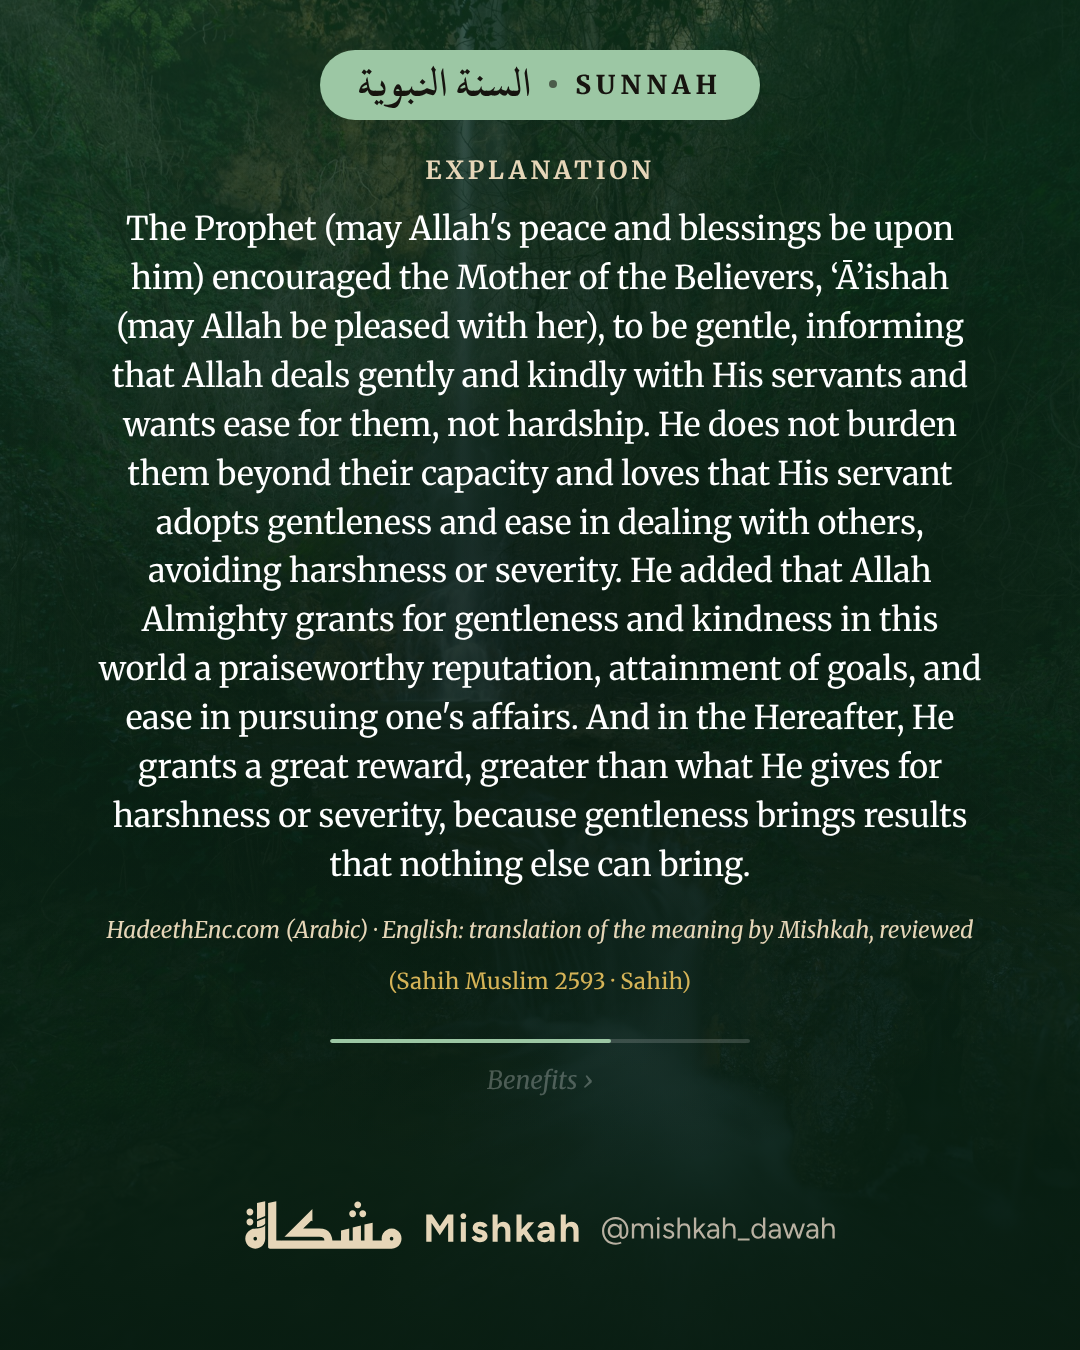 السنة النبوية • SUNNAH
EXPLANATION
The Prophet (may Allah's peace and blessings be upon
him) encouraged the Mother of the Believers, ‘Ā’ishah
(may Allah be pleased with her), to be gentle, informing
that Allah deals gently and kindly with His servants and
wants ease for them, not hardship. He does not burden
them beyond their capacity and loves that His servant
adopts gentleness and ease in dealing with others,
avoiding harshness or severity. He added that Allah
Almighty grants for gentleness and kindness in this
world a praiseworthy reputation, attainment of goals, and
ease in pursuing one's affairs. And in the Hereafter, He
grants a great reward, greater than what He gives for
harshness or severity, because gentleness brings results
that nothing else can bring.
HadeethEnc.com (Arabic) · English: translation of the meaning by Mishkah, reviewed
(Sahih Muslim 2593 · Sahih)
Benefits ›
مشكاة Mishkah @mishkah_dawah